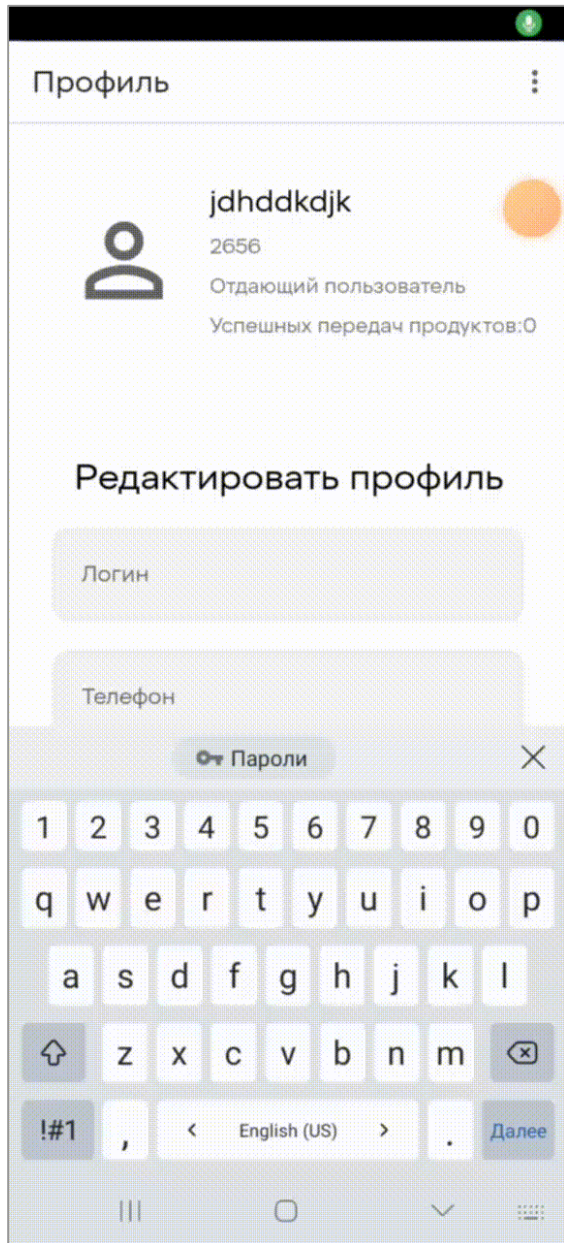 Профиль
jdhddkdjk
2656
Отдающий пользователь
Успешных передач продуктов:0
Редактировать профиль
Логин
Телефон
Пароли
1 2 3 4 5 6 7 8 9 0
q w e r t y u i o p
a s d f g h j k l
z x c v b n m
!#1 , < English (US) > . Далее